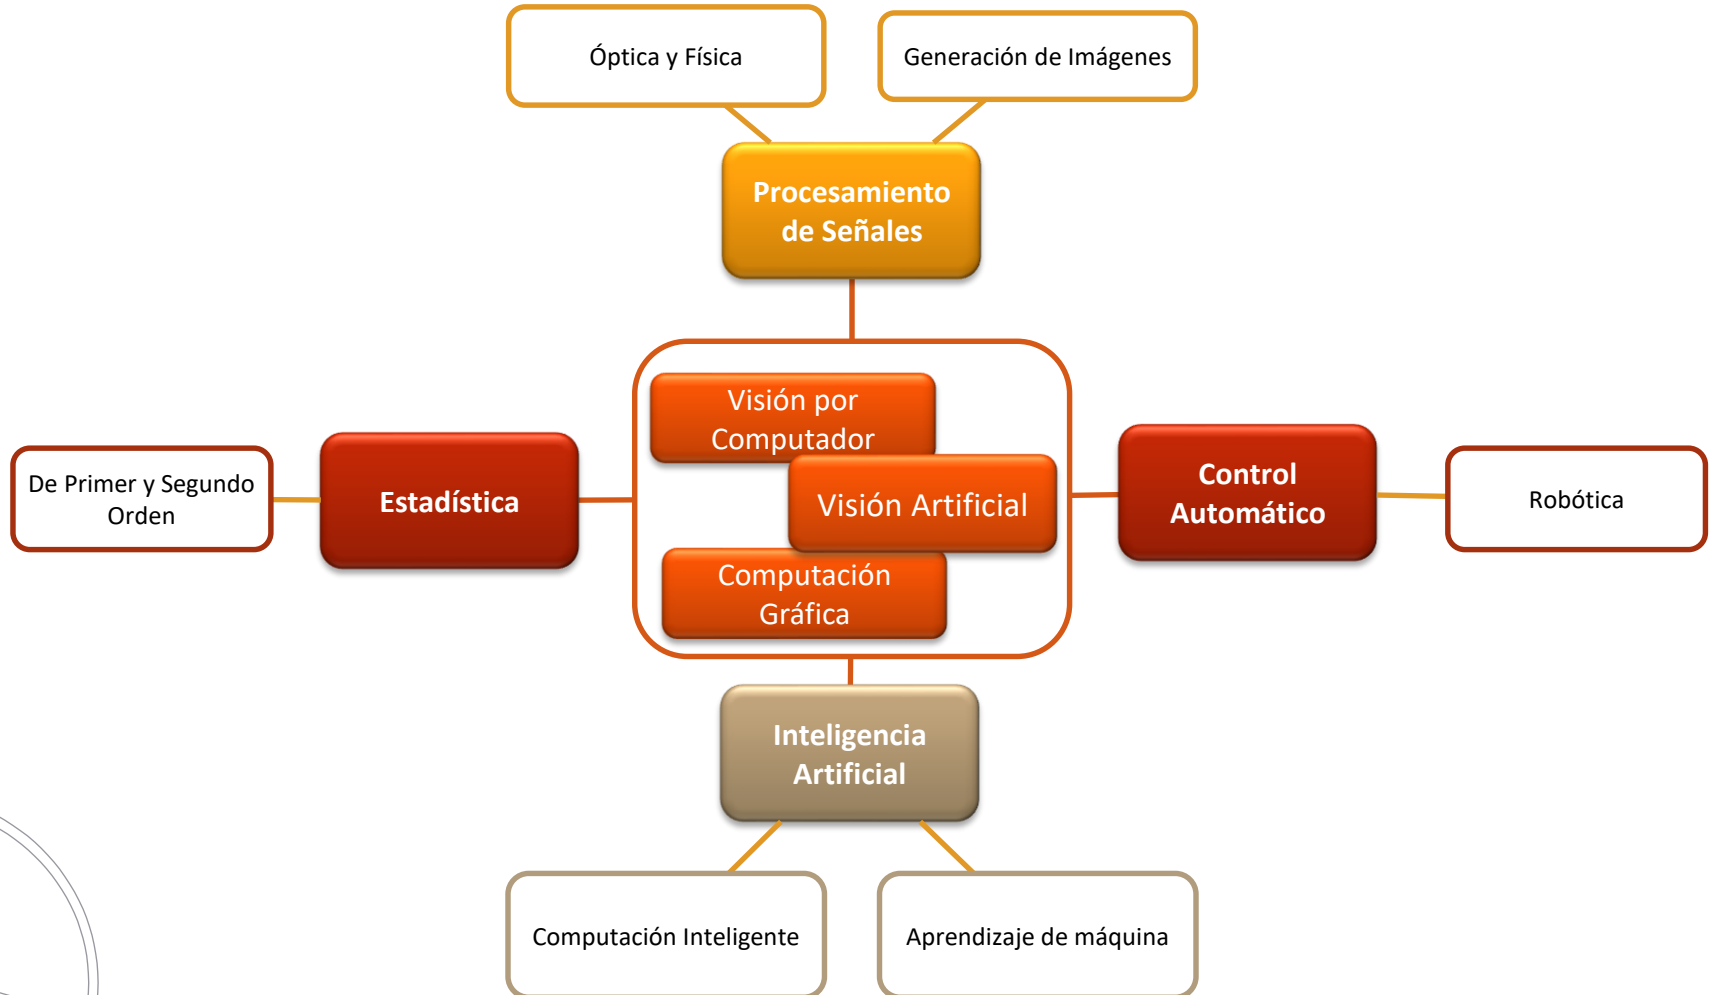 Óptica y Física
Generación de Imágenes
Procesamiento
de Señales
Visión por
Computador
Visión Artificial
Computación
Gráfica
De Primer y Segundo
Orden
Estadística
Control
Automático
Robótica
Inteligencia
Artificial
Computación Inteligente
Aprendizaje de máquina